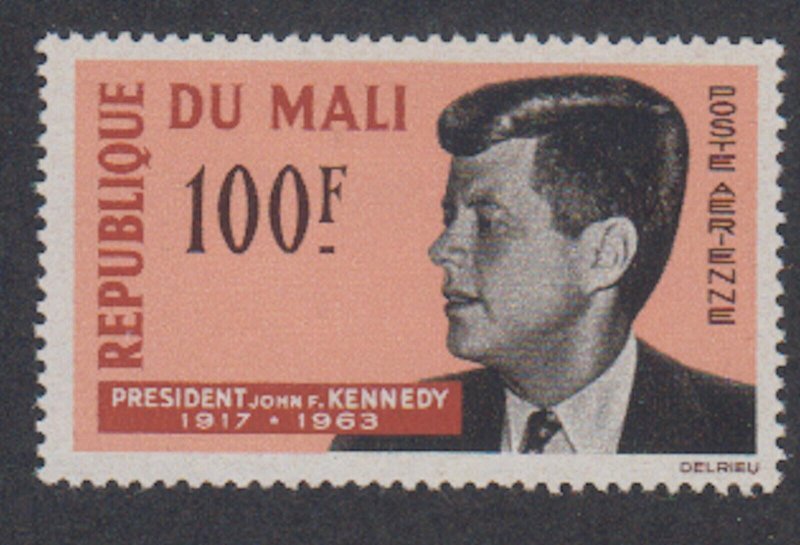 REPUBLIQUE
DU MALI
100F
POSTE AERIENNE
PRESIDENT JOHN F. KENNEDY
1917 * 1963
DELRIEU